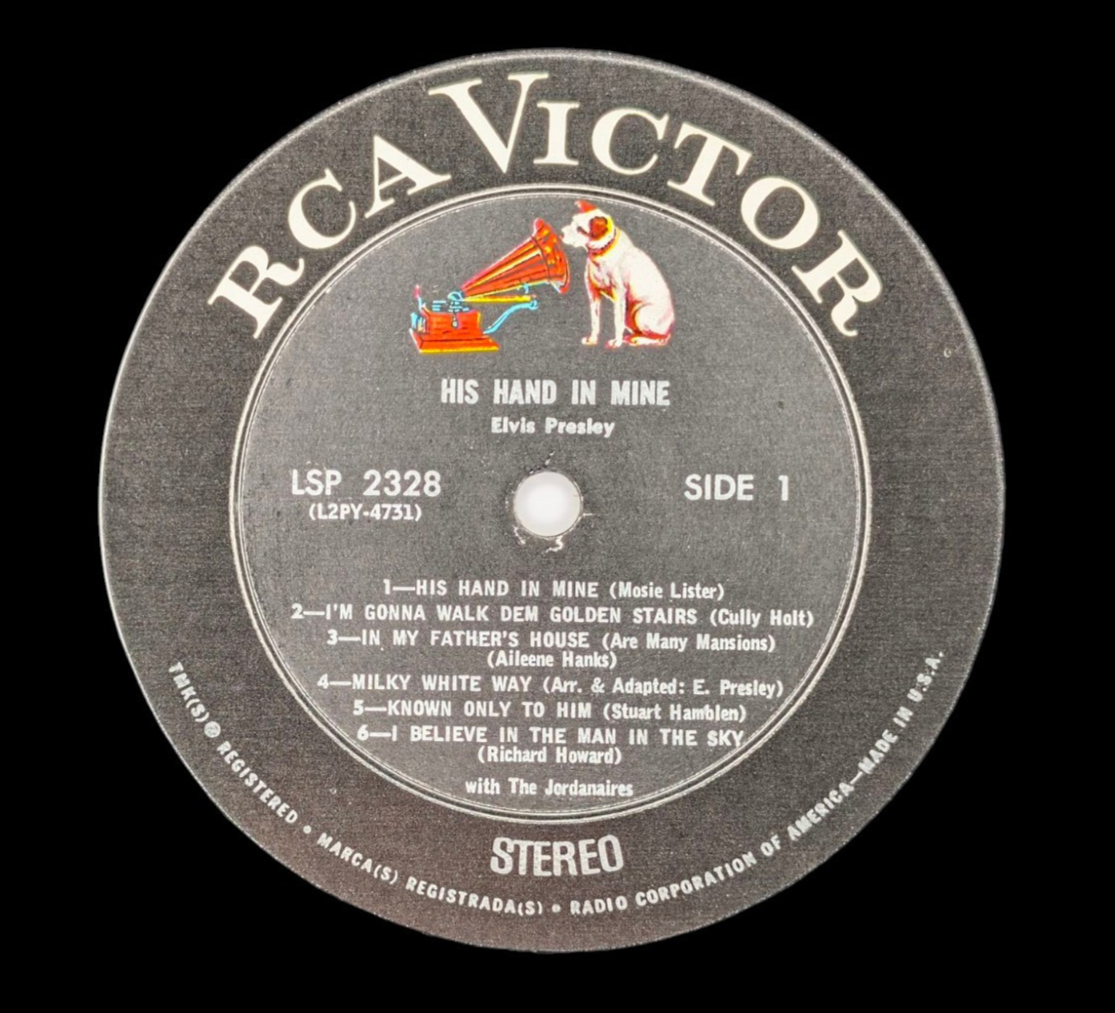 RCA VICTOR
HIS HAND IN MINE
Elvis Presley
LSP 2328
SIDE 1
(L2PY-4731)
1—HIS HAND IN MINE (Mosie Lister)
2—I'M GONNA WALK DEM GOLDEN STAIRS (Cully Holt)
3—IN MY FATHER'S HOUSE (Are Many Mansions)
(Aileene Hanks)
4—MILKY WHITE WAY (Arr. & Adapted: E. Presley)
5—KNOWN ONLY TO HIM (Stuart Hamblen)
6—I BELIEVE IN THE MAN IN THE SKY
(Richard Howard)
with The Jordanaires
STEREO
TMK(S) ® REGISTERED • MARCA(S) REGISTRADA(S) • RADIO CORPORATION OF AMERICA—MADE IN U.S.A.